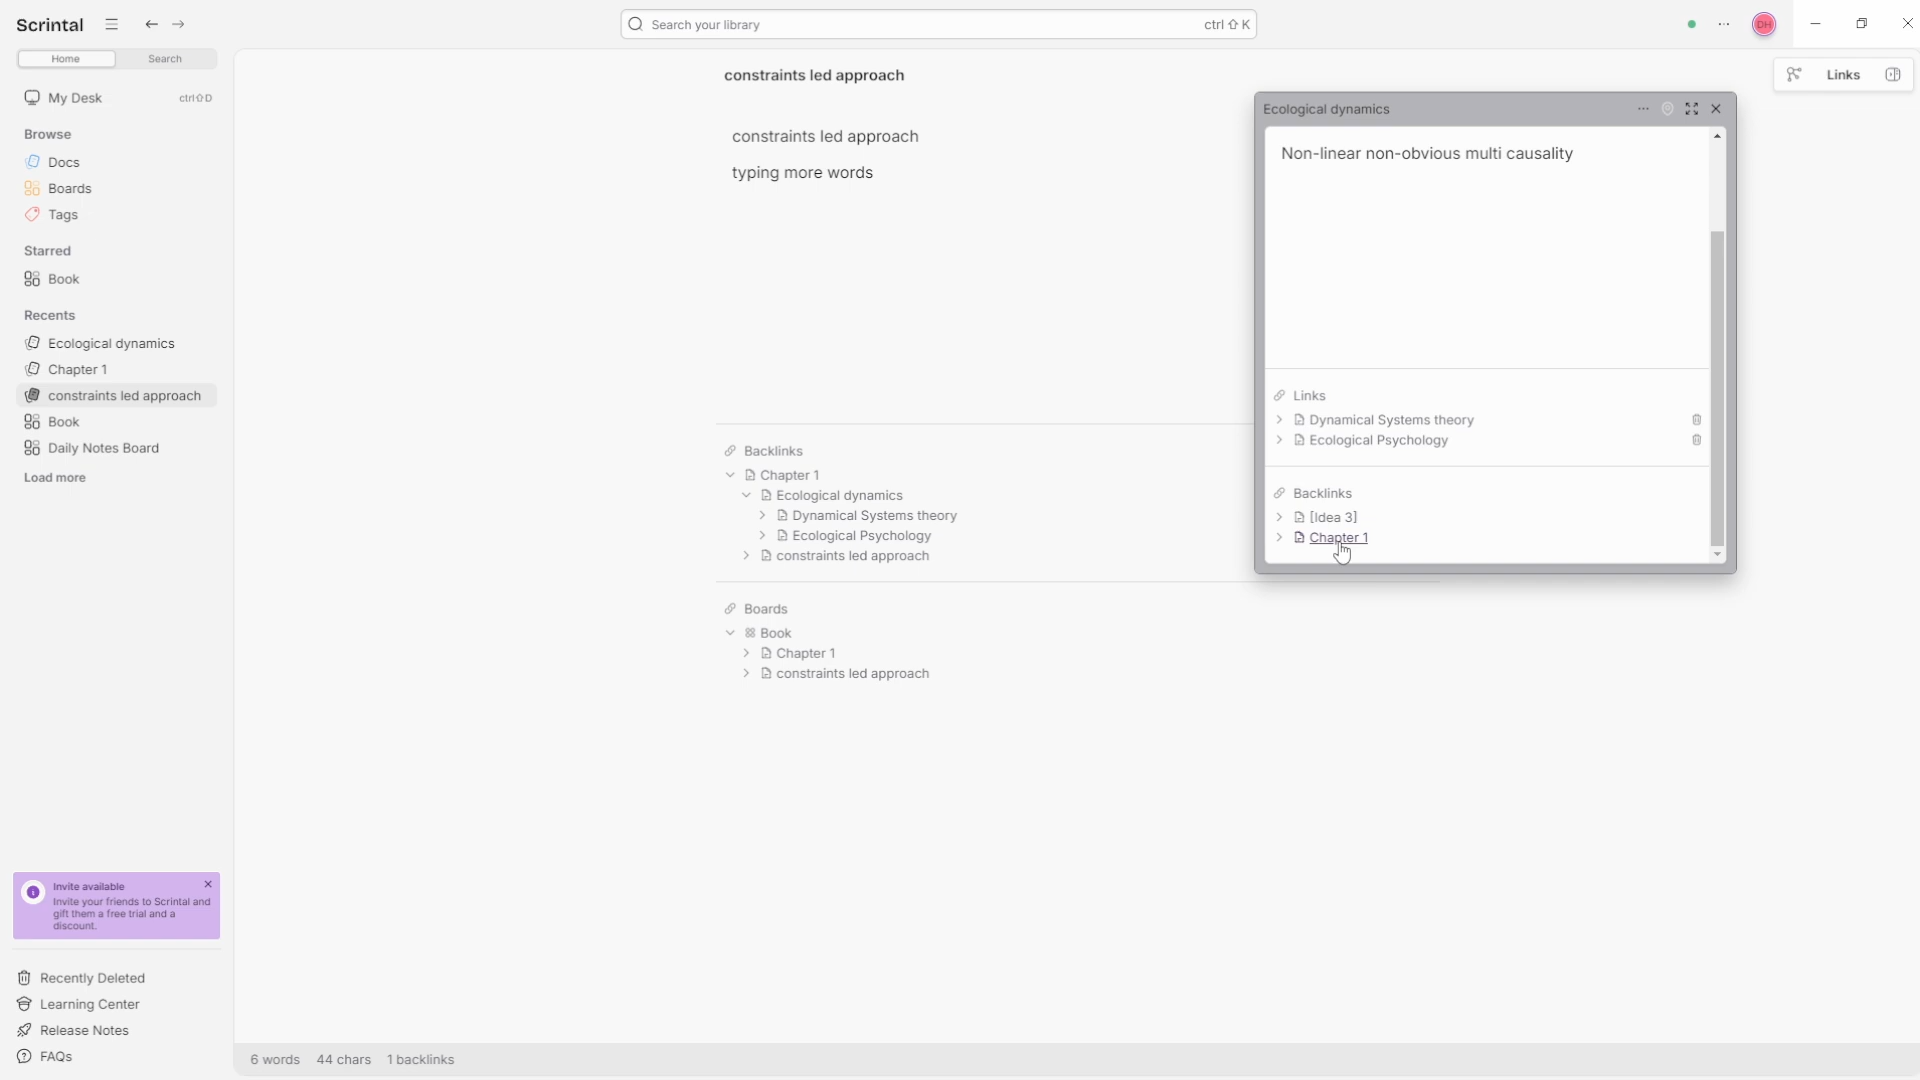 Scrintal
Search your library
ctrl ⇧ K
DH
Home
Search
My Desk
ctrl⇧D
Browse
Docs
Boards
Tags
Starred
Book
Recents
Ecological dynamics
Chapter 1
constraints led approach
Book
Daily Notes Board
Load more
Invite available
Invite your friends to Scrintal and
gift them a free trial and a
discount.
Recently Deleted
Learning Center
Release Notes
FAQs
constraints led approach
constraints led approach
typing more words
Backlinks
Chapter 1
Ecological dynamics
Dynamical Systems theory
Ecological Psychology
constraints led approach
Boards
Book
Chapter 1
constraints led approach
Links
Ecological dynamics
Non-linear non-obvious multi causality
Links
Dynamical Systems theory
Ecological Psychology
Backlinks
[Idea 3]
Chapter 1
6 words 44 chars 1 backlinks